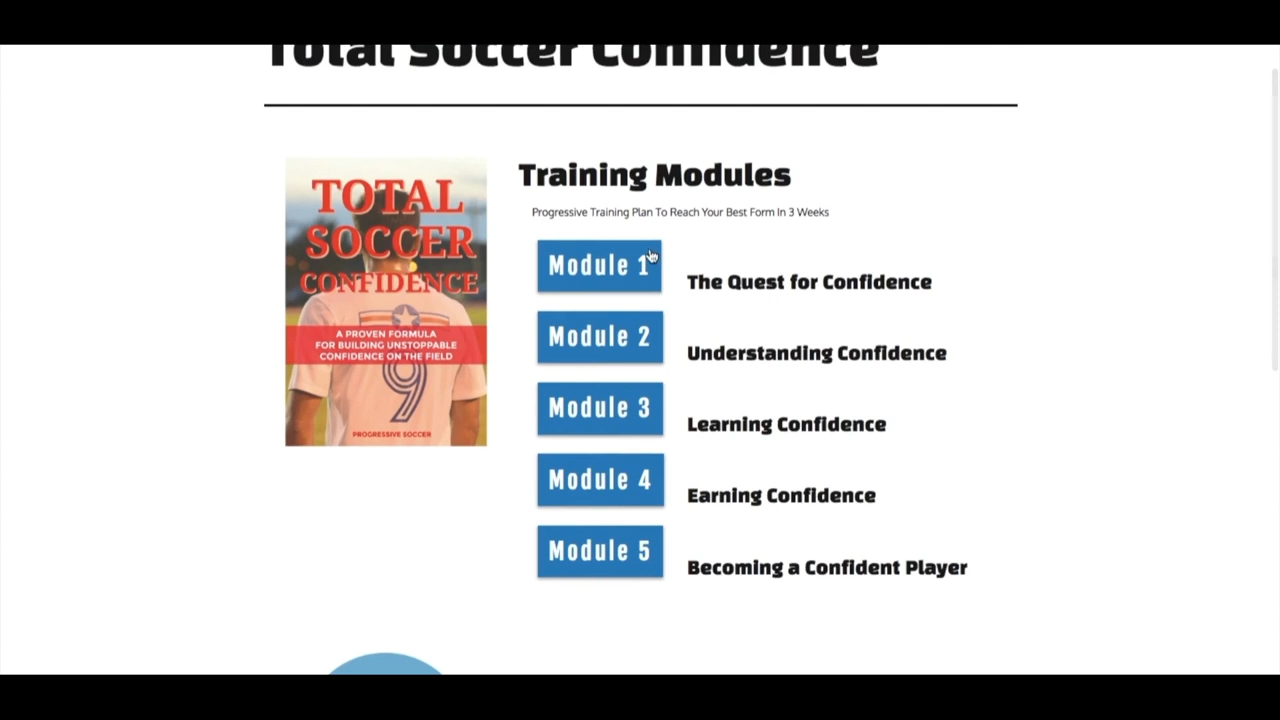 Total Soccer Confidence
TOTAL
SOCCER
CONFIDENCE
A PROVEN FORMULA
FOR BUILDING UNSTOPPABLE
CONFIDENCE ON THE FIELD
9
PROGRESSIVE SOCCER
Training Modules
Progressive Training Plan To Reach Your Best Form In 3 Weeks
Module 1
The Quest for Confidence
Module 2
Understanding Confidence
Module 3
Learning Confidence
Module 4
Earning Confidence
Module 5
Becoming a Confident Player